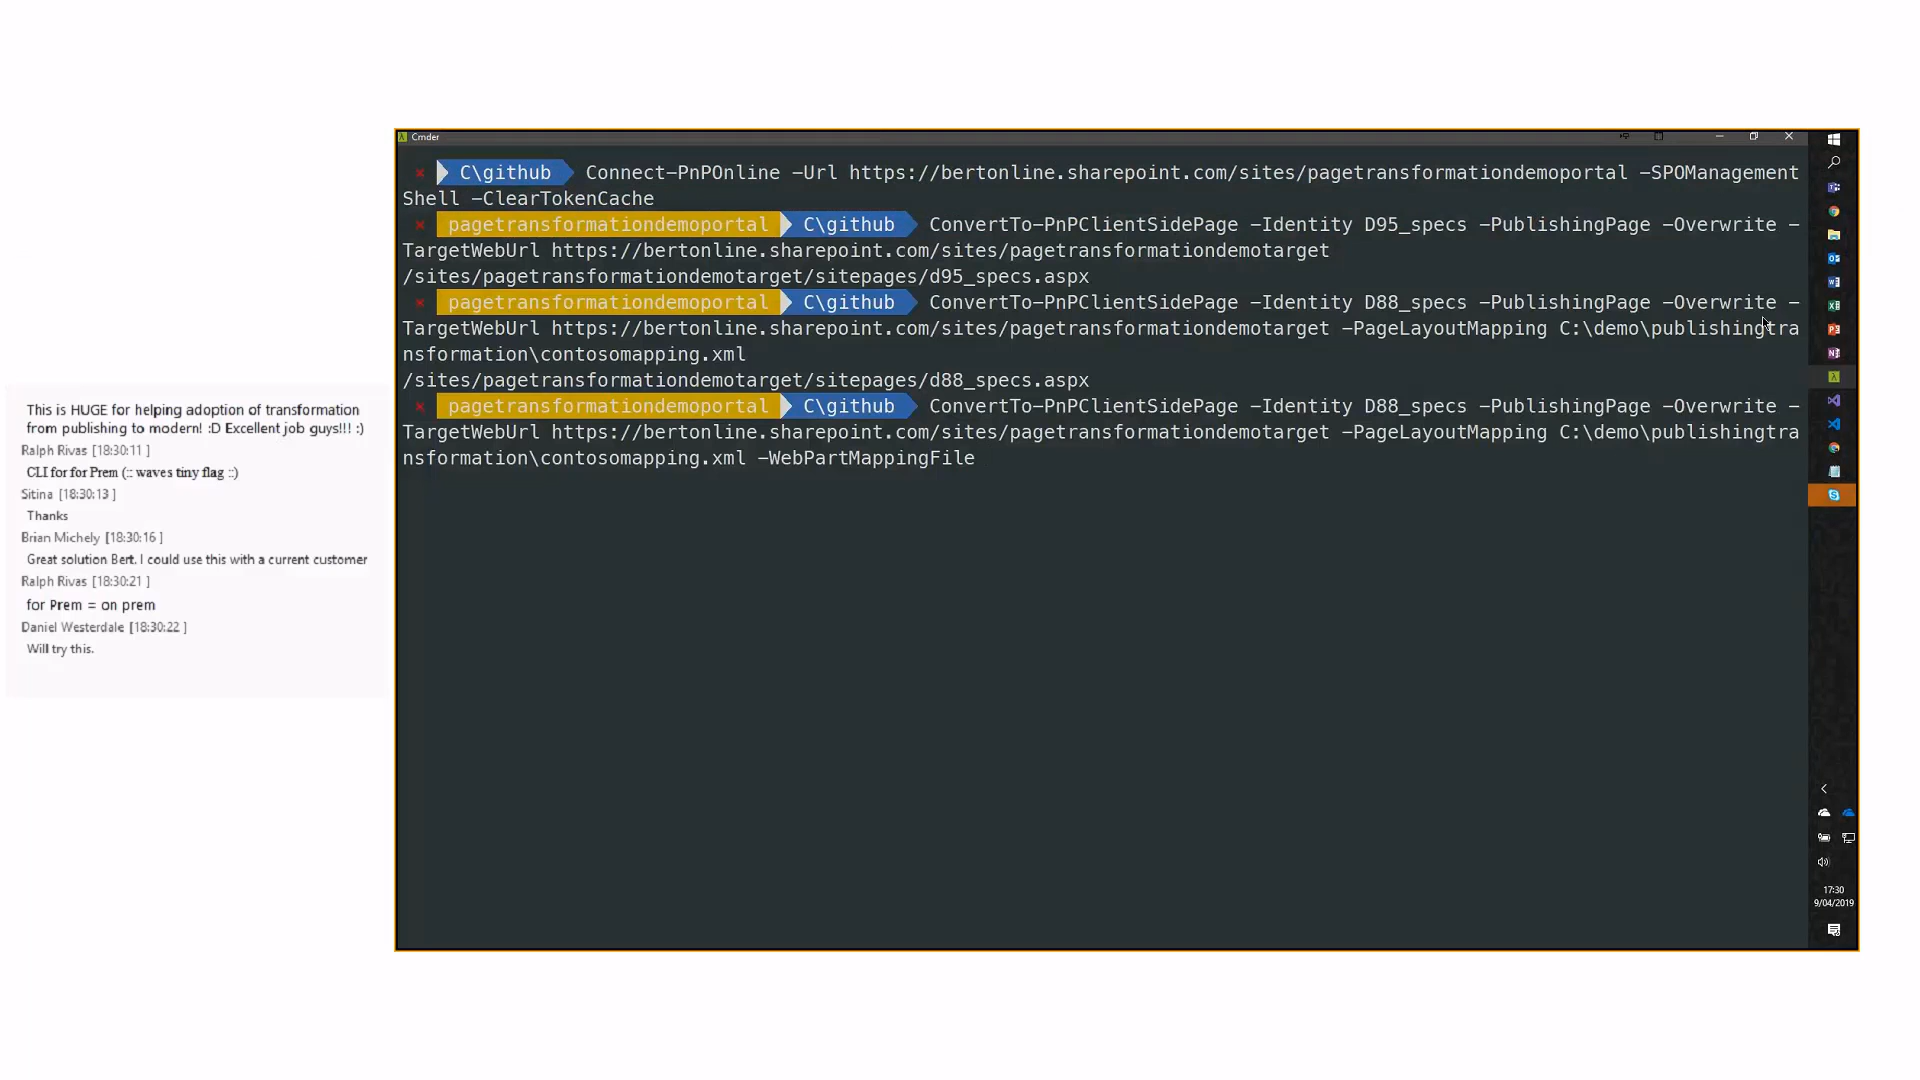 This is HUGE for helping adoption of transformation
from publishing to modern! :D Excellent job guys!!! :)
Ralph Rivas [18:30:11 ]
CLI for for Prem (:: waves tiny flag ::)
Sitina [18:30:13 ]
Thanks
Brian Michely [18:30:16 ]
Great solution Bert. I could use this with a current customer
Ralph Rivas [18:30:21 ]
for Prem = on prem
Daniel Westerdale [18:30:22 ]
Will try this.
Cmder
C\github Connect-PnPOnline -Url https://bertonline.sharepoint.com/sites/pagetransformationdemoportal -SPOManagement
Shell -ClearTokenCache
pagetransformationdemoportal C\github ConvertTo-PnPClientSidePage -Identity D95_specs -PublishingPage -Overwrite -
TargetWebUrl https://bertonline.sharepoint.com/sites/pagetransformationdemotarget
/sites/pagetransformationdemotarget/sitepages/d95_specs.aspx
pagetransformationdemoportal C\github ConvertTo-PnPClientSidePage -Identity D88_specs -PublishingPage -Overwrite -
TargetWebUrl https://bertonline.sharepoint.com/sites/pagetransformationdemotarget -PageLayoutMapping C:\demo\publishingtra
nsformation\contosomapping.xml
/sites/pagetransformationdemotarget/sitepages/d88_specs.aspx
pagetransformationdemoportal C\github ConvertTo-PnPClientSidePage -Identity D88_specs -PublishingPage -Overwrite -
TargetWebUrl https://bertonline.sharepoint.com/sites/pagetransformationdemotarget -PageLayoutMapping C:\demo\publishingtra
nsformation\contosomapping.xml -WebPartMappingFile
17:30
9/04/2019